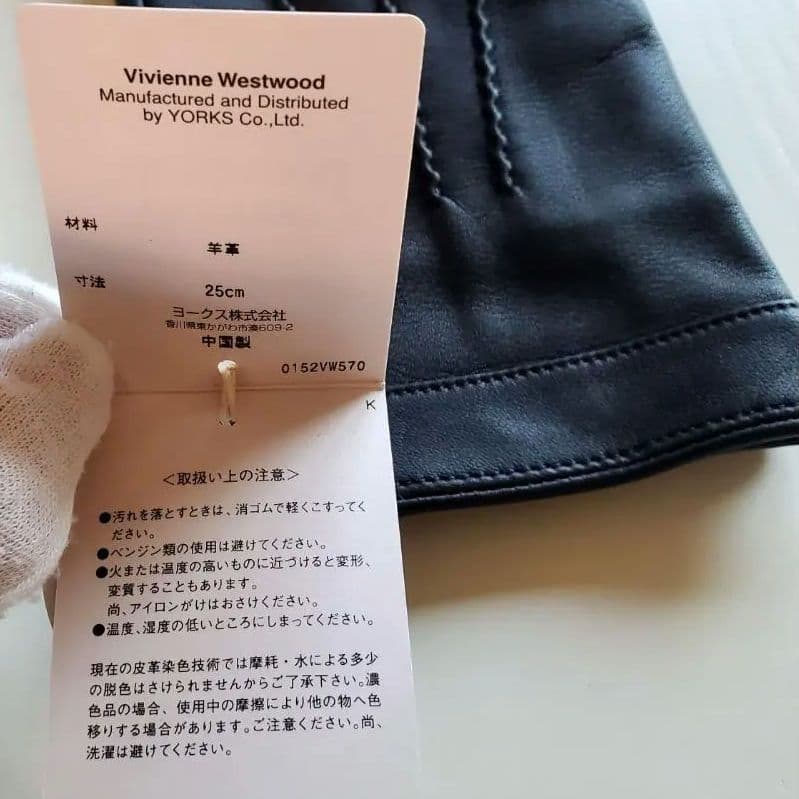 Vivienne Westwood
Manufactured and Distributed
by YORKS Co.,Ltd.
材料
羊革
寸法
25cm
ヨークス株式会社
香川県東かがわ市湊609-2
中国製
0152VW570
K
<取扱い上の注意>
●汚れを落とすときは、消ゴムで軽くこすってく
ださい。
●ベンジン類の使用は避けてください。
●火または温度の高いものに近づけると変形、
変質することもあります。
尚、アイロンがけはおさけください。
●温度、湿度の低いところにしまってください。
現在の皮革染色技術では摩耗・水による多少
の脱色はさけられませんからご了承下さい。濃
色品の場合、使用中の摩擦により他の物へ色
移りする場合があります。ご注意ください。尚、
洗濯は避けてください。